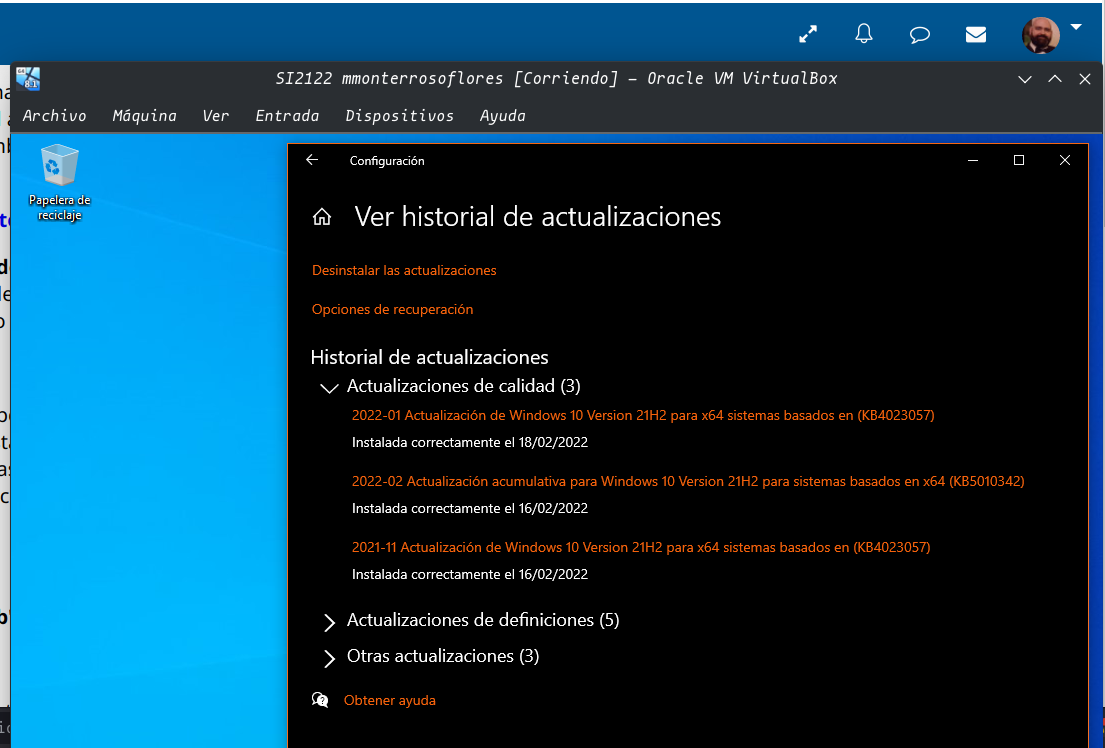 SI2122 mmonterrosoflores [Corriendo] – Oracle VM VirtualBox
Archivo Máquina Ver Entrada Dispositivos Ayuda
Papelera de
reciclaje
Configuración
Ver historial de actualizaciones
Desinstalar las actualizaciones
Opciones de recuperación
Historial de actualizaciones
Actualizaciones de calidad (3)
2022-01 Actualización de Windows 10 Version 21H2 para x64 sistemas basados en (KB4023057)
Instalada correctamente el 18/02/2022
2022-02 Actualización acumulativa para Windows 10 Version 21H2 para sistemas basados en x64 (KB5010342)
Instalada correctamente el 16/02/2022
2021-11 Actualización de Windows 10 Version 21H2 para x64 sistemas basados en (KB4023057)
Instalada correctamente el 16/02/2022
Actualizaciones de definiciones (5)
Otras actualizaciones (3)
Obtener ayuda